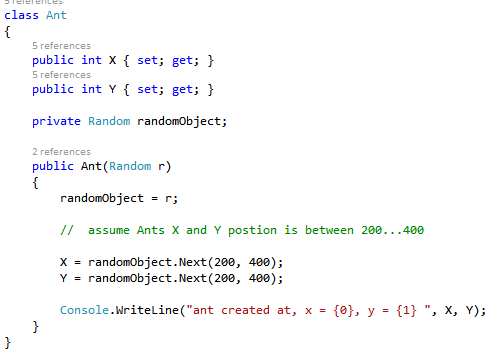 5 references
class Ant
{
5 references
public int X { set; get; }
5 references
public int Y { set; get; }
private Random randomObject;
2 references
public Ant(Random r)
{
randomObject = r;
//  assume Ants X and Y postion is between 200...400
X = randomObject.Next(200, 400);
Y = randomObject.Next(200, 400);
Console.WriteLine("ant created at, x = {0}, y = {1} ", X, Y);
}
}